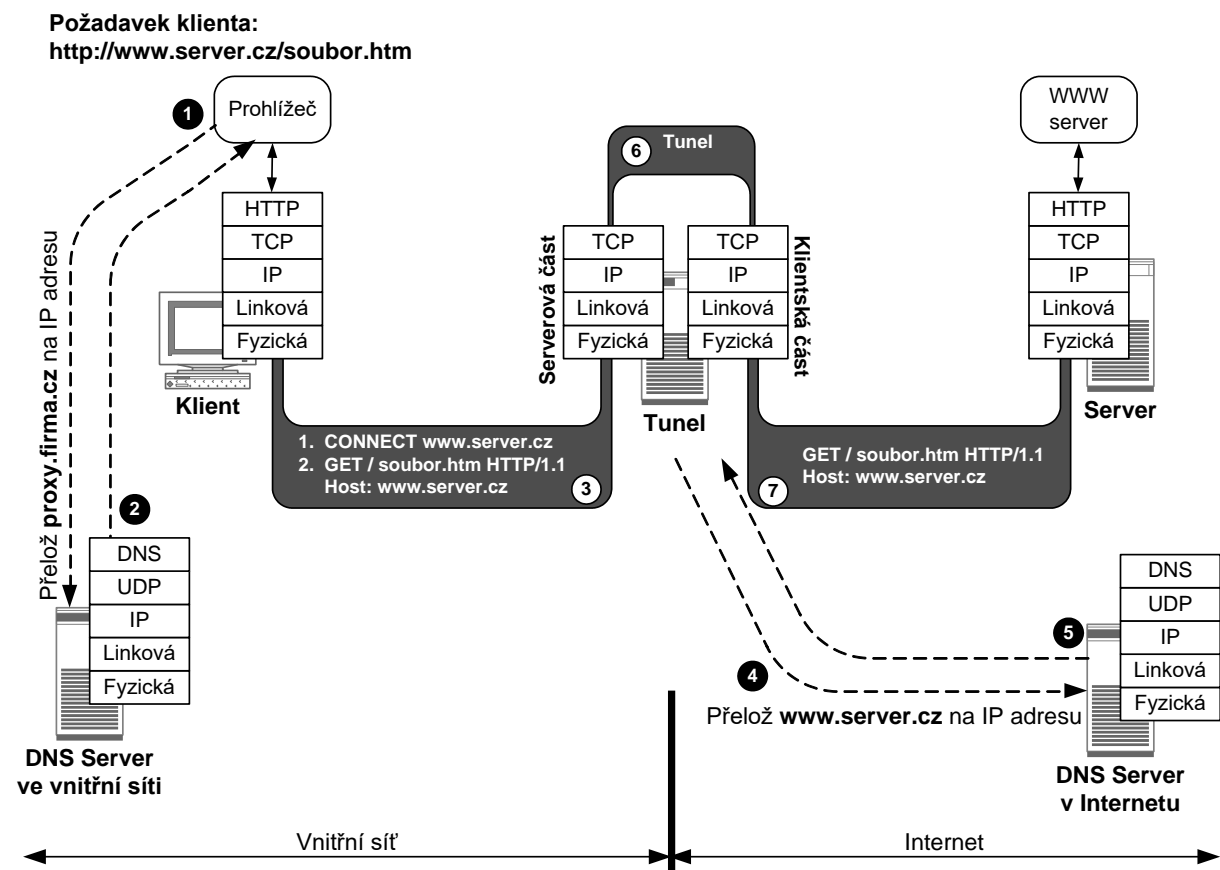 Požadavek klienta:
http://www.server.cz/soubor.htm
1
Prohlížeč
HTTP
TCP
IP
Linková
Fyzická
Klient
Přelož proxy.firma.cz na IP adresu
2
DNS
UDP
IP
Linková
Fyzická
DNS Server
ve vnitřní síti
1. CONNECT www.server.cz
2. GET / soubor.htm HTTP/1.1
Host: www.server.cz
3
6
Tunel
Serverová část
TCP
IP
Linková
Fyzická
TCP
IP
Linková
Fyzická
Klientská část
Tunel
WWW
server
HTTP
TCP
IP
Linková
Fyzická
Server
GET / soubor.htm HTTP/1.1
Host: www.server.cz
7
4
Přelož www.server.cz na IP adresu
5
DNS
UDP
IP
Linková
Fyzická
DNS Server
v Internetu
Vnitřní síť
Internet